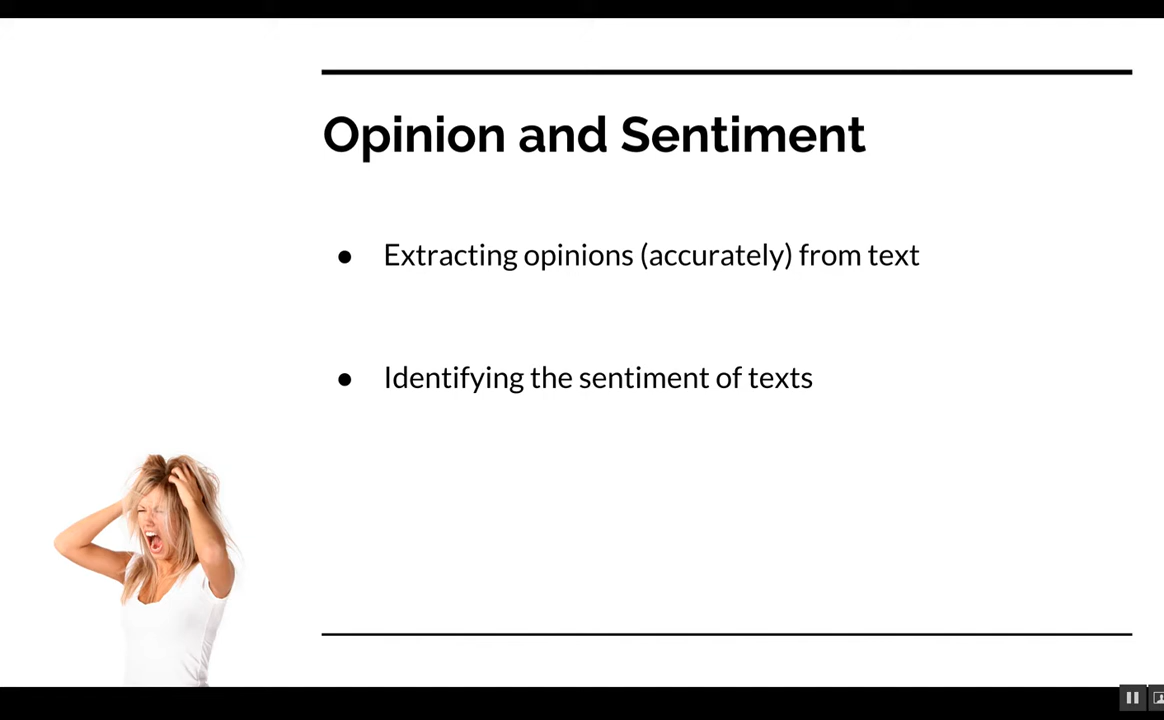 Opinion and Sentiment
● Extracting opinions (accurately) from text
● Identifying the sentiment of texts